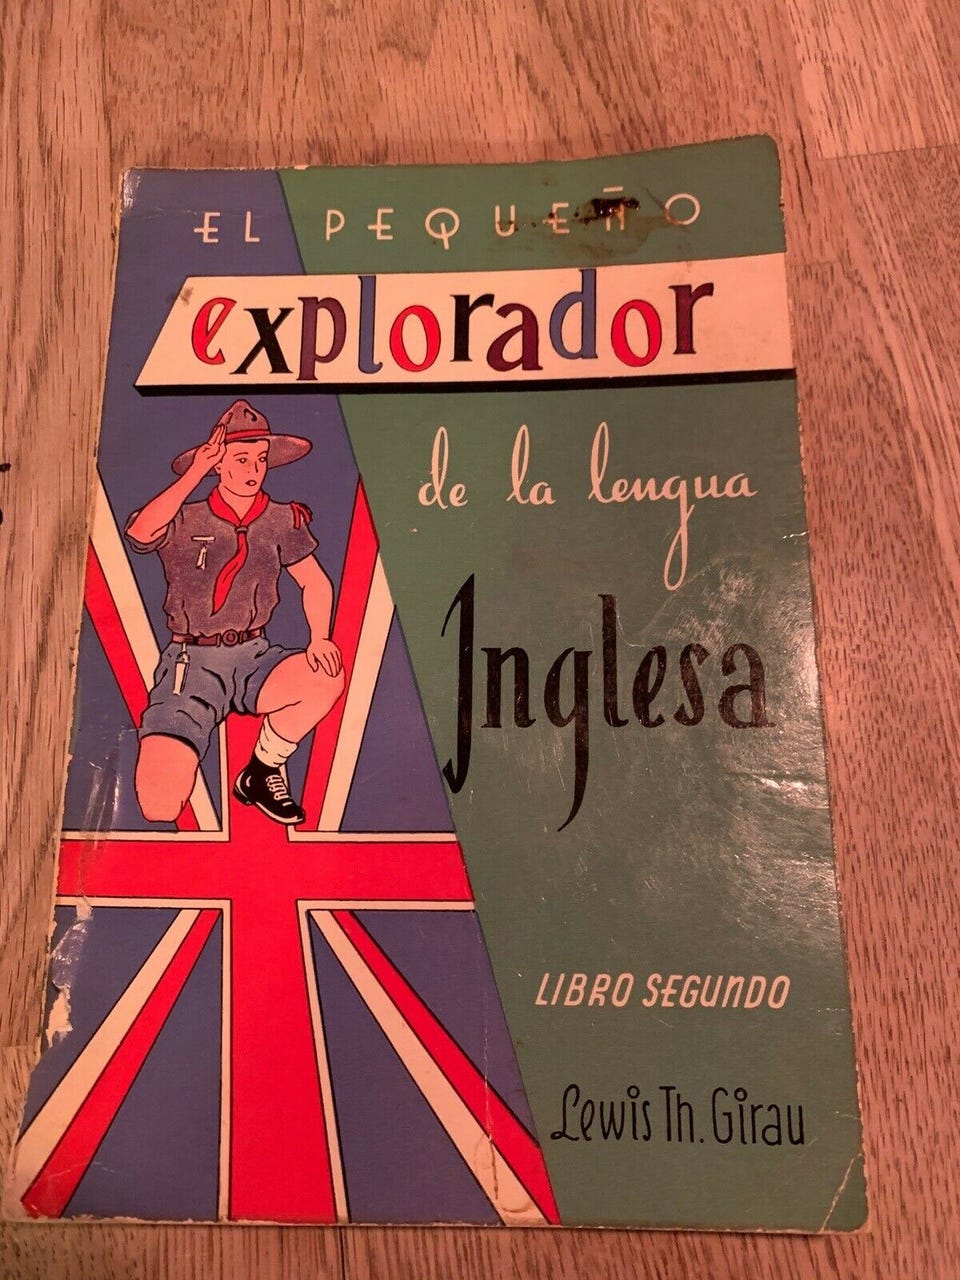 EL PEQUEÑO
explorador
de la lengua
Inglesa
LIBRO SEGUNDO
Lewis Th. Girau